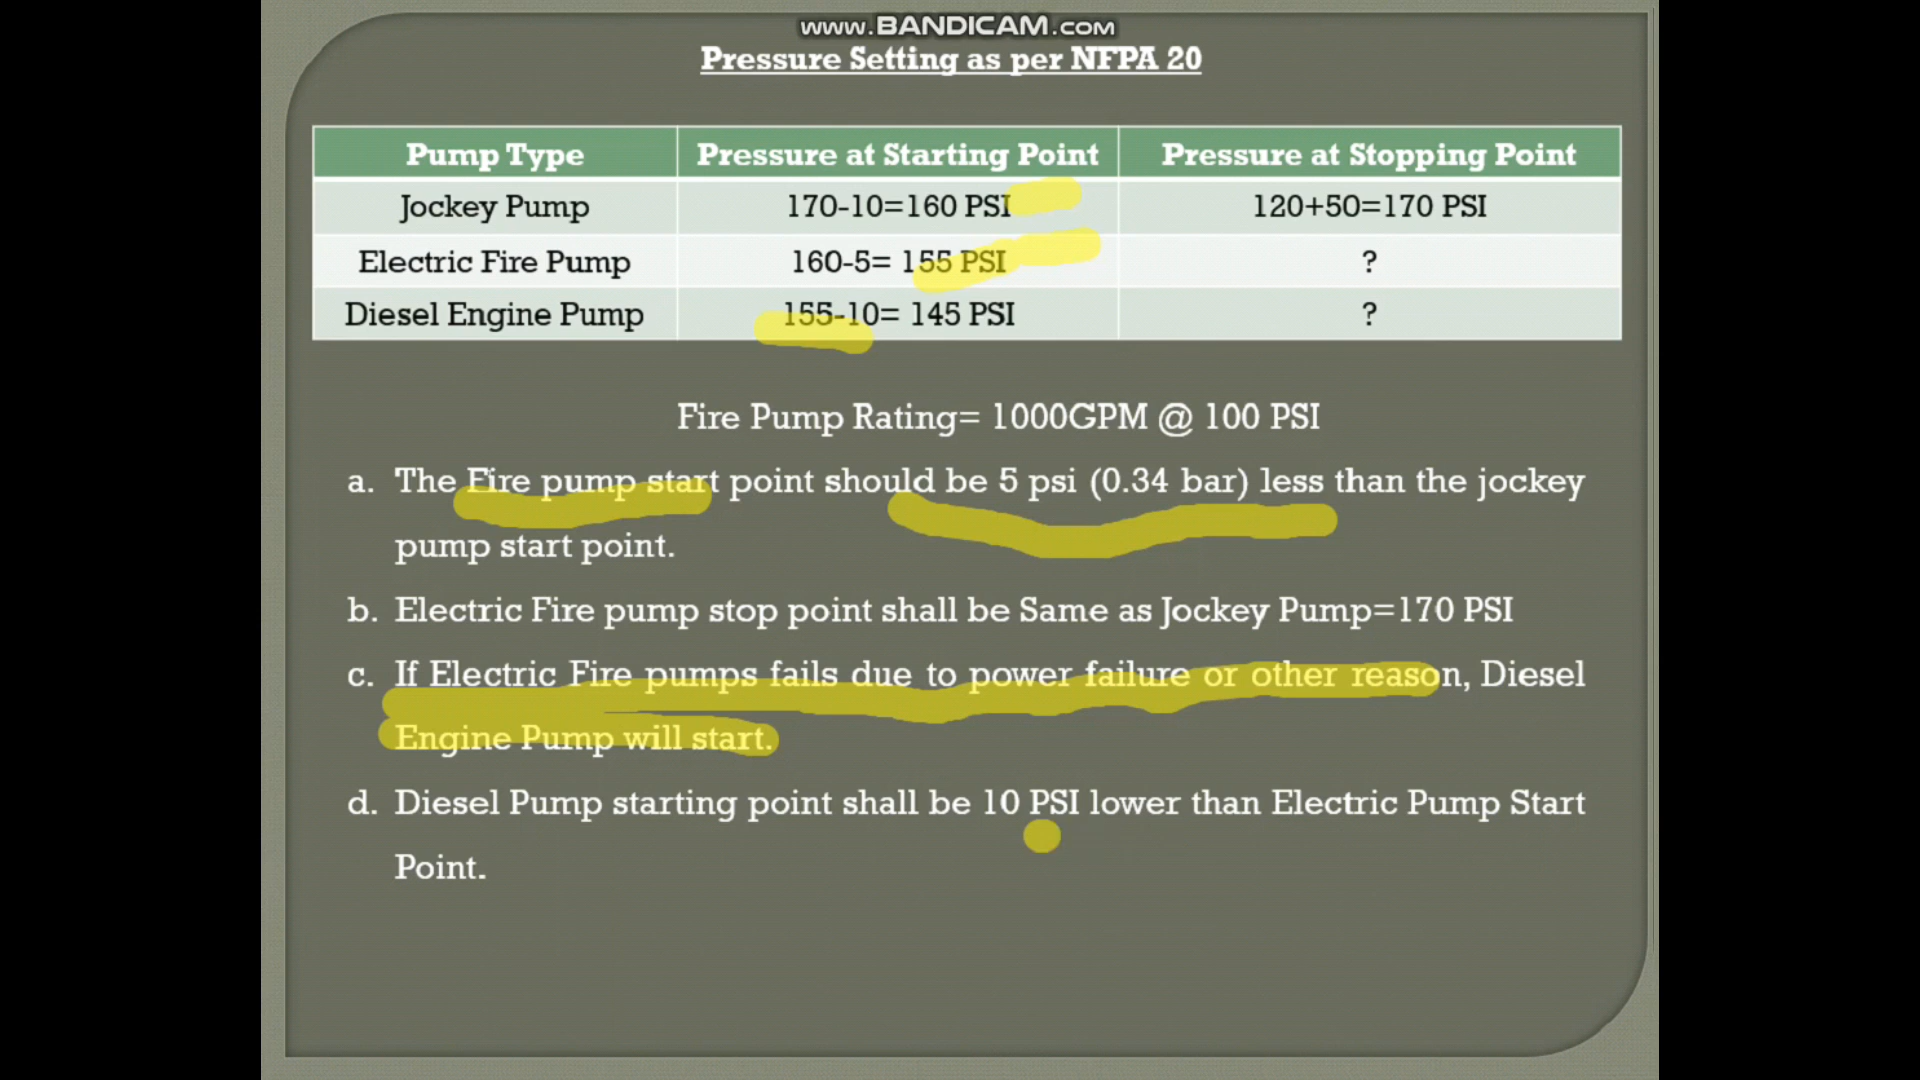 www.BANDICAM.com
Pressure Setting as per NFPA 20
Pump Type Pressure at Starting Point Pressure at Stopping Point
Jockey Pump 170-10=160 PSI 120+50=170 PSI
Electric Fire Pump 160-5= 155 PSI ?
Diesel Engine Pump 155-10= 145 PSI ?
Fire Pump Rating= 1000GPM @ 100 PSI
a. The Fire pump start point should be 5 psi (0.34 bar) less than the jockey
pump start point.
b. Electric Fire pump stop point shall be Same as Jockey Pump=170 PSI
c. If Electric Fire pumps fails due to power failure or other reason, Diesel
Engine Pump will start.
d. Diesel Pump starting point shall be 10 PSI lower than Electric Pump Start
Point.